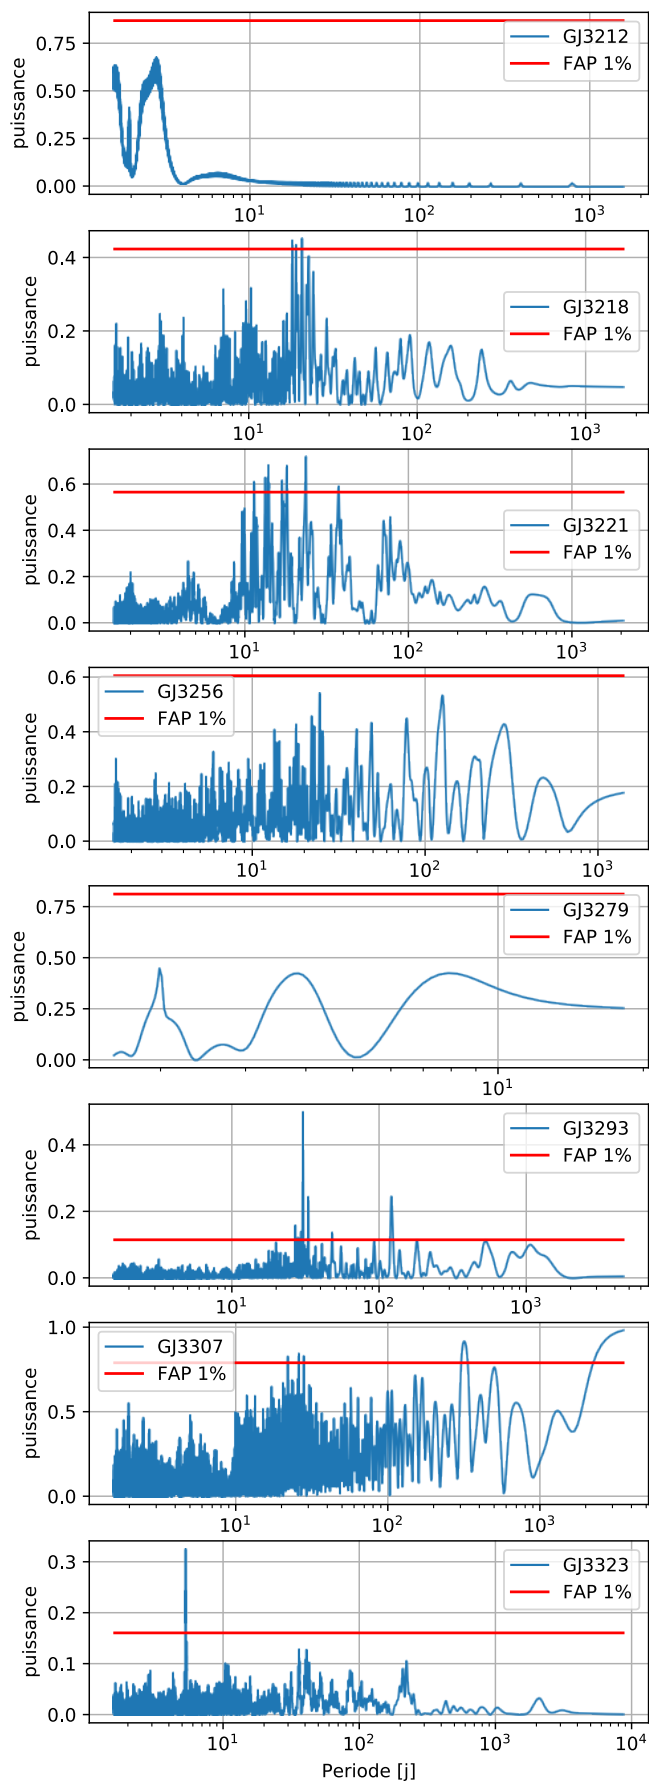 puissance
0.75
0.50
0.25
0.00
GJ3212
FAP 1%
10¹ 10² 10³
puissance
0.4
0.2
0.0
GJ3218
FAP 1%
10¹ 10² 10³
puissance
0.6
0.4
0.2
0.0
GJ3221
FAP 1%
10¹ 10² 10³
puissance
0.6
0.4
0.2
0.0
GJ3256
FAP 1%
10¹ 10² 10³
puissance
0.75
0.50
0.25
0.00
GJ3279
FAP 1%
10¹
puissance
0.4
0.2
0.0
GJ3293
FAP 1%
10¹ 10² 10³
puissance
1.0
0.5
0.0
GJ3307
FAP 1%
10¹ 10² 10³
puissance
0.3
0.2
0.1
0.0
GJ3323
FAP 1%
10¹ 10² 10³ 10⁴
Periode [j]